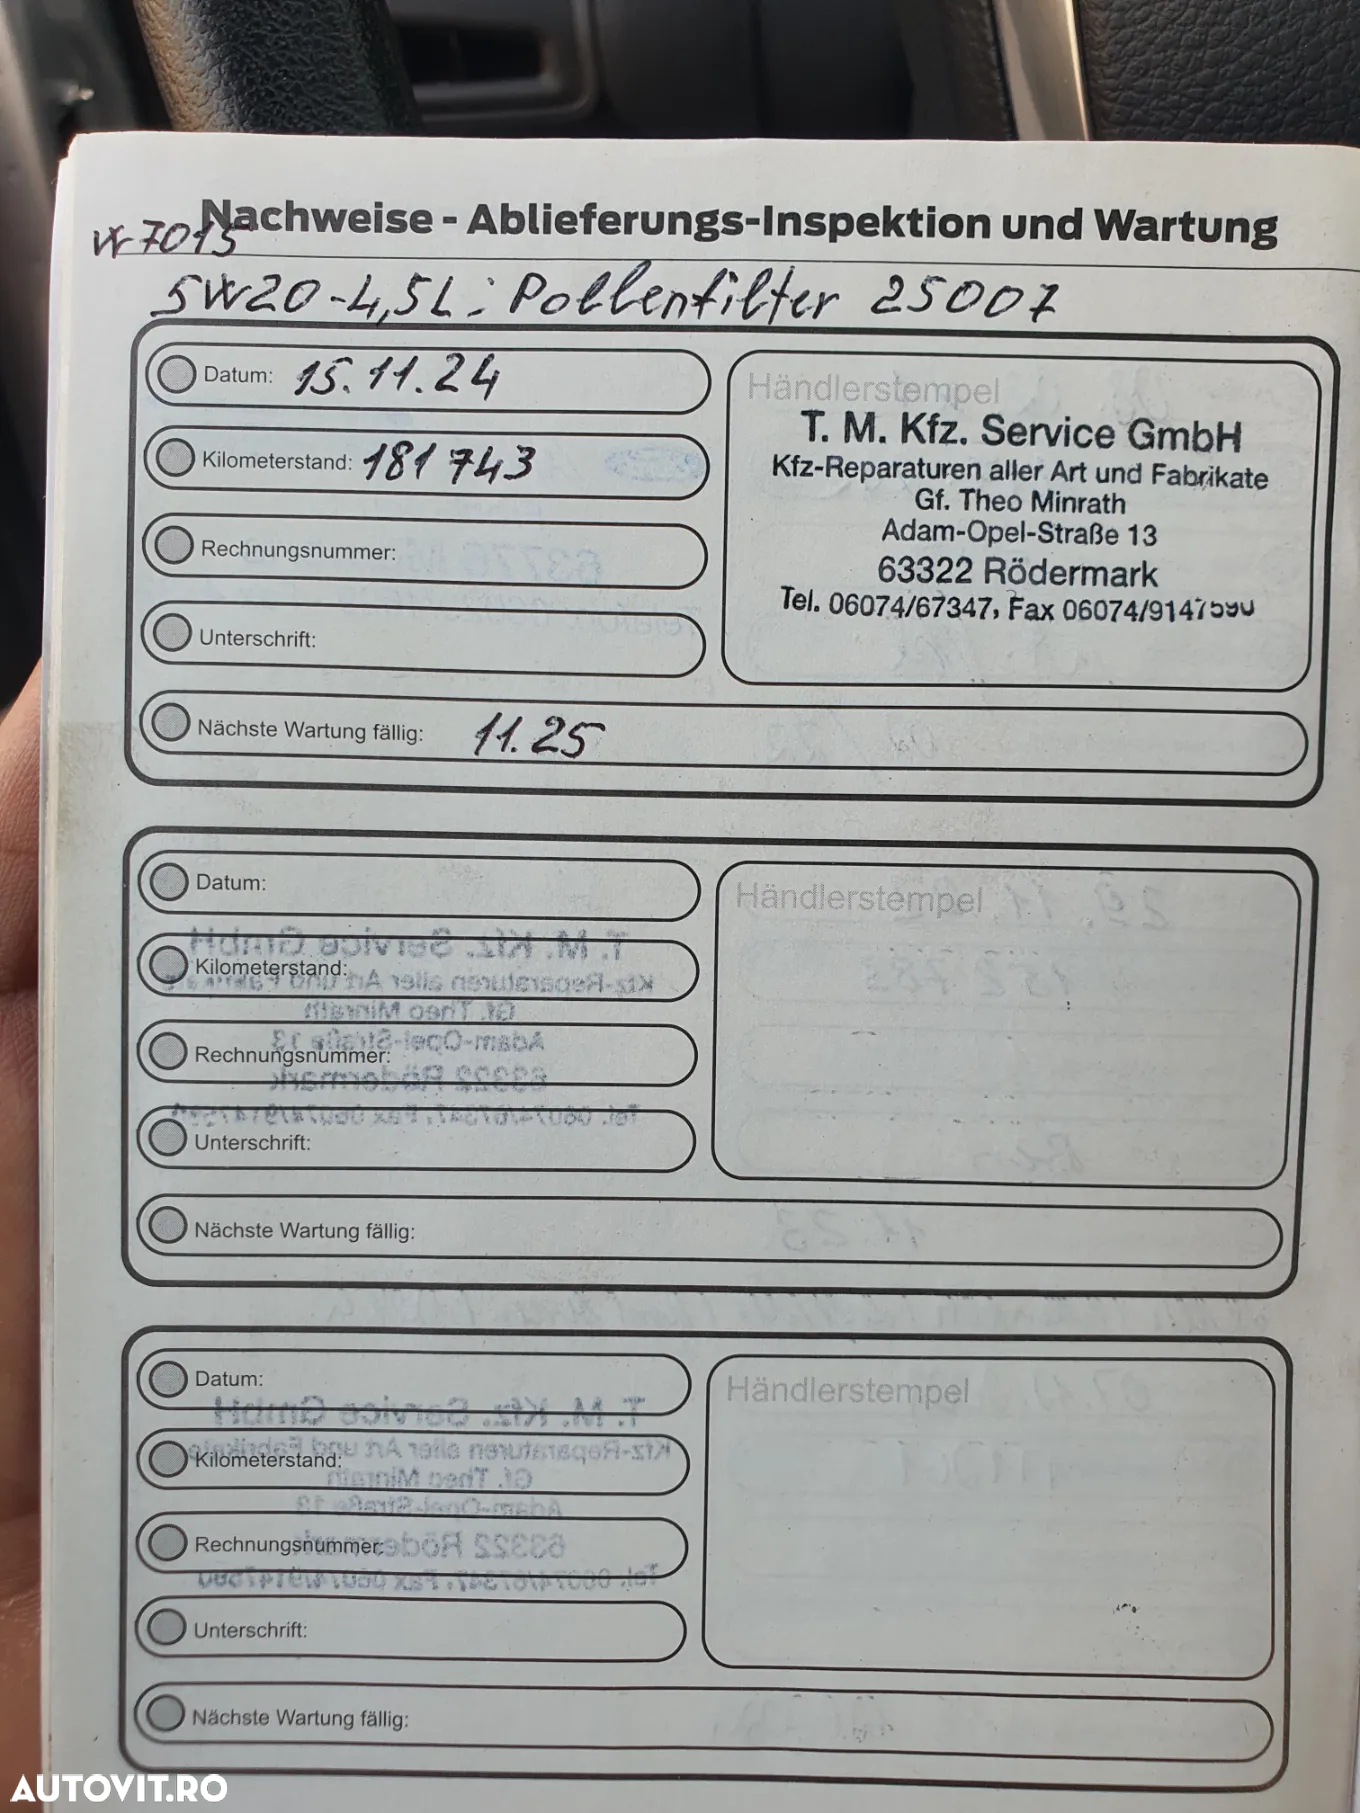 Nachweise - Ablieferungs-Inspektion und Wartung
7015
5W20-4,5L; Pollenfilter 25007
Datum: 15.11.24
Kilometerstand: 181743
Rechnungsnummer:
Unterschrift:
Nächste Wartung fällig: 11.25
Händlerstempel
T. M. Kfz. Service GmbH
Kfz-Reparaturen aller Art und Fabrikate
Gf. Theo Minrath
Adam-Opel-Straße 13
63322 Rödermark
Tel. 06074/67347, Fax 06074/9147590
Datum:
Kilometerstand:
Rechnungsnummer:
Unterschrift:
Nächste Wartung fällig:
Händlerstempel
Datum:
Kilometerstand:
Rechnungsnummer:
Unterschrift:
Nächste Wartung fällig:
Händlerstempel
AUTOVIT.RO